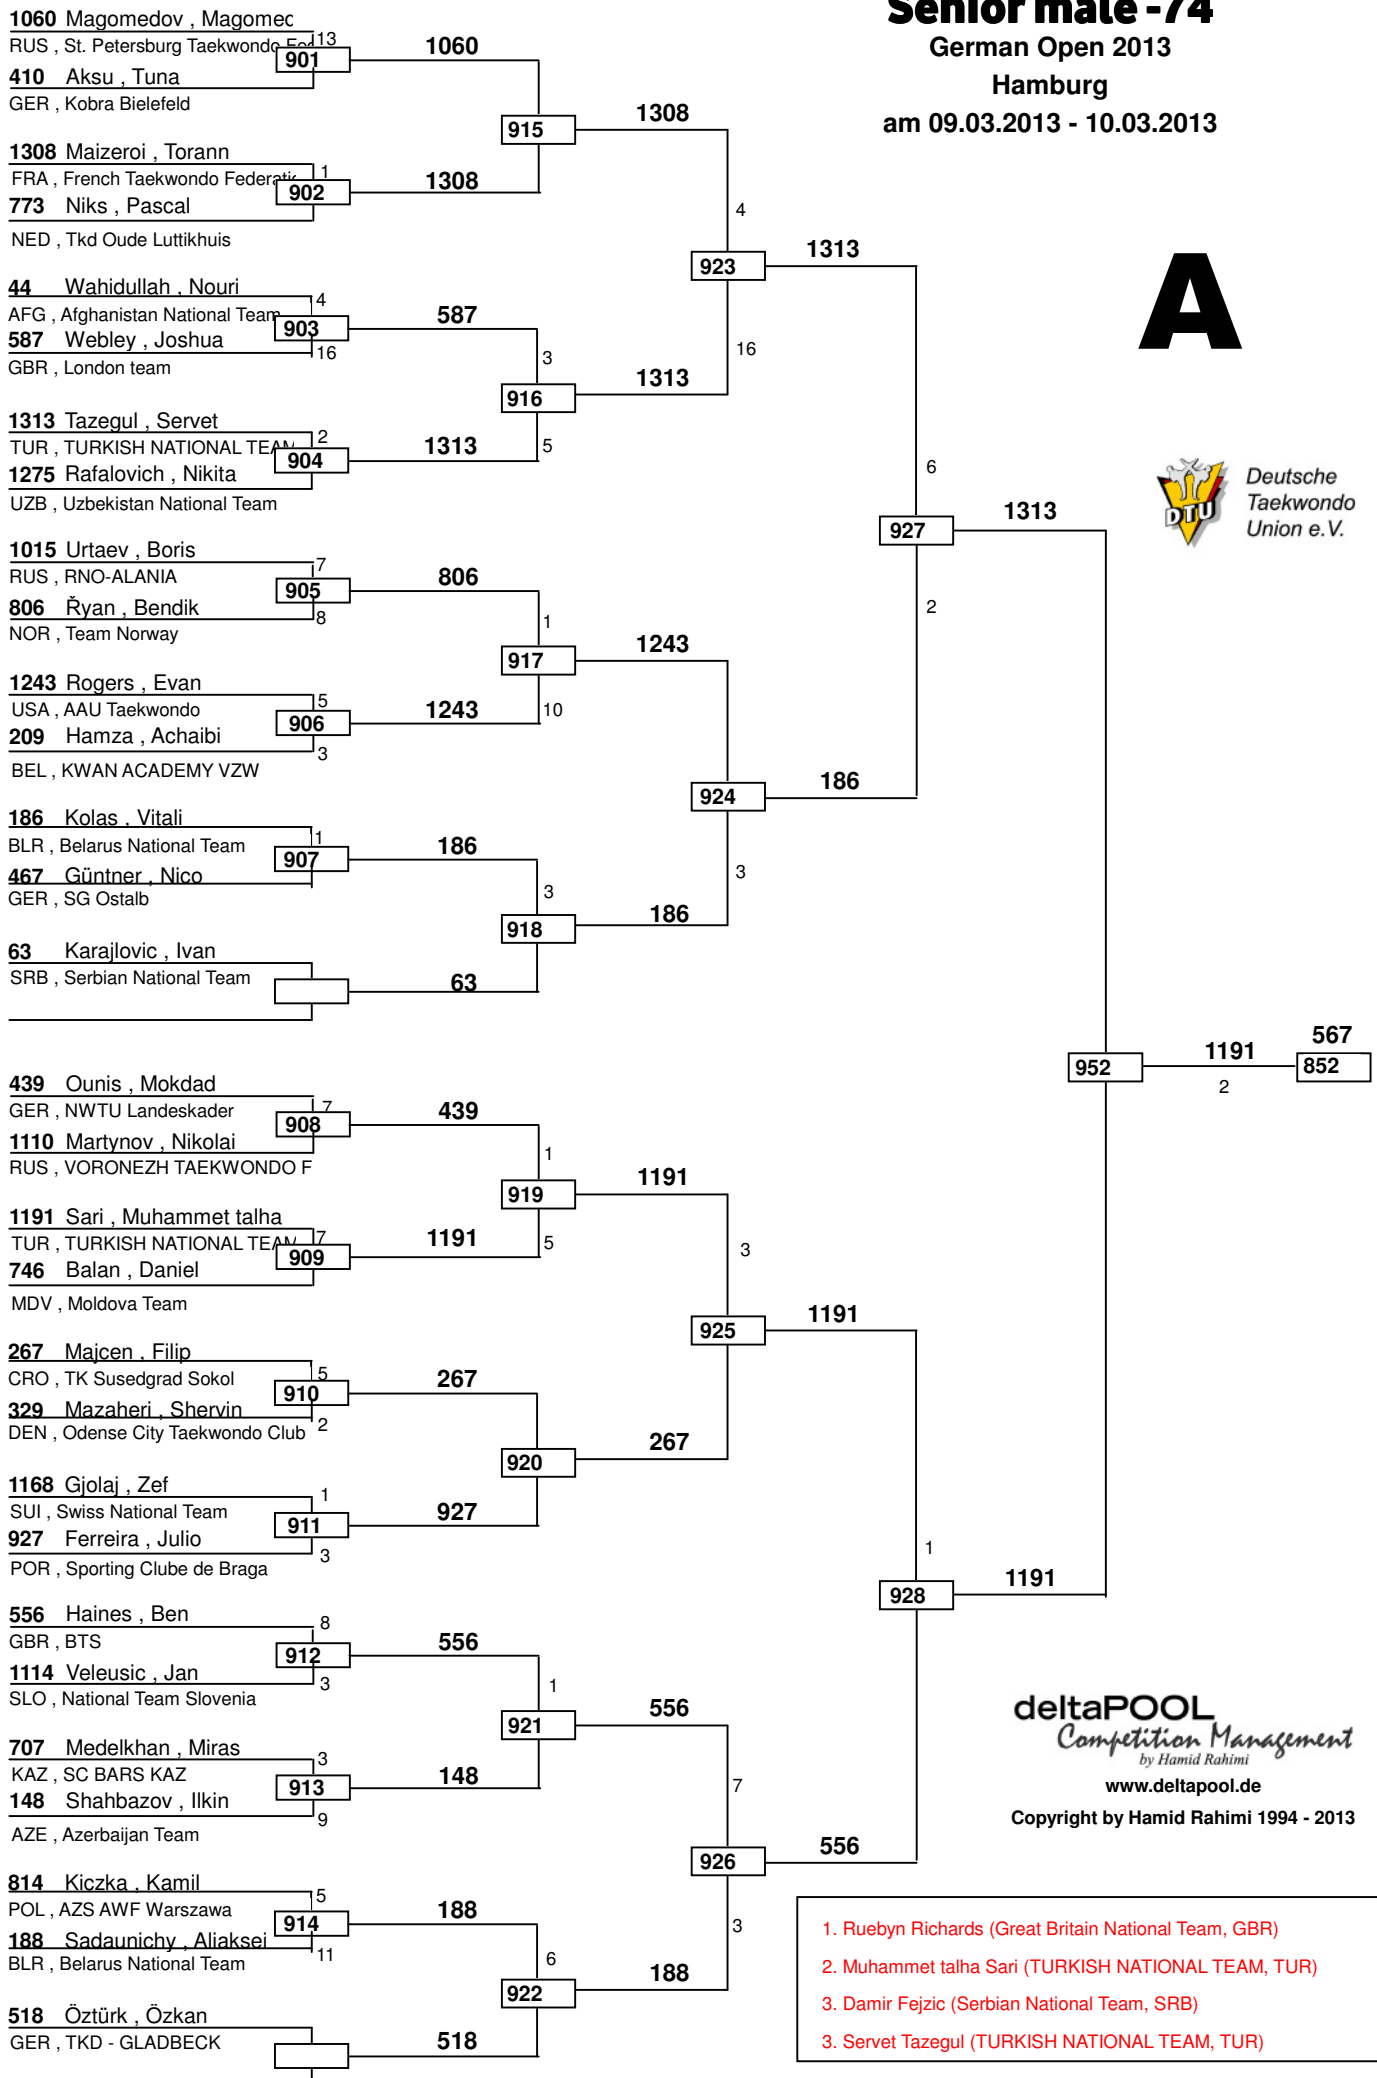 Senior male -74
German Open 2013
Hamburg
am 09.03.2013 - 10.03.2013
A
Deutsche
Taekwondo
Union e.V.
DTU
1060 Magomedov , Magomec
RUS , St. Petersburg Taekwondo Fed
13
901
1060
410 Aksu , Tuna
GER , Kobra Bielefeld
915
1308
1308 Maizeroi , Torann
FRA , French Taekwondo Federatic
1
902
1308
773 Niks , Pascal
NED , Tkd Oude Luttikhuis
4
923
1313
44 Wahidullah , Nouri
AFG , Afghanistan National Team
4
903
587
587 Webley , Joshua
16
GBR , London team
3
16
916
1313
1313 Tazegul , Servet
TUR , TURKISH NATIONAL TEAM
2
904
1313
5
1275 Rafalovich , Nikita
UZB , Uzbekistan National Team
6
927
1313
1015 Urtaev , Boris
RUS , RNO-ALANIA
7
905
806
806 Řyan , Bendik
8
NOR , Team Norway
1
2
917
1243
1243 Rogers , Evan
USA , AAU Taekwondo
5
906
1243
10
209 Hamza , Achaibi
3
BEL , KWAN ACADEMY VZW
924
186
186 Kolas , Vitali
BLR , Belarus National Team
1
907
186
467 Güntner , Nico
GER , SG Ostalb
3
3
918
186
63 Karajlovic , Ivan
SRB , Serbian National Team
63
952
1191
2
567
852
439 Ounis , Mokdad
GER , NWTU Landeskader
7
908
439
1110 Martynov , Nikolai
RUS , VORONEZH TAEKWONDO F
1
919
1191
1191 Sari , Muhammet talha
TUR , TURKISH NATIONAL TEAM
7
909
1191
5
3
746 Balan , Daniel
MDV , Moldova Team
925
1191
267 Majcen , Filip
CRO , TK Susedgrad Sokol
5
910
267
329 Mazaheri , Shervin
2
DEN , Odense City Taekwondo Club
920
267
1168 Gjolaj , Zef
SUI , Swiss National Team
1
911
927
927 Ferreira , Julio
3
POR , Sporting Clube de Braga
1
928
1191
556 Haines , Ben
GBR , BTS
8
912
556
1114 Veleusic , Jan
3
SLO , National Team Slovenia
1
921
556
707 Medelkhan , Miras
KAZ , SC BARS KAZ
3
913
148
7
148 Shahbazov , Ilkin
9
AZE , Azerbaijan Team
926
556
814 Kiczka , Kamil
POL , AZS AWF Warszawa
5
914
188
188 Sadaunichy , Aliaksei
11
BLR , Belarus National Team
6
3
922
188
518 Öztürk , Özkan
GER , TKD - GLADBECK
518
deltaPOOL
Competition Management
by Hamid Rahimi
www.deltapool.de
Copyright by Hamid Rahimi 1994 - 2013
1. Ruebyn Richards (Great Britain National Team, GBR)
2. Muhammet talha Sari (TURKISH NATIONAL TEAM, TUR)
3. Damir Fejzic (Serbian National Team, SRB)
3. Servet Tazegul (TURKISH NATIONAL TEAM, TUR)